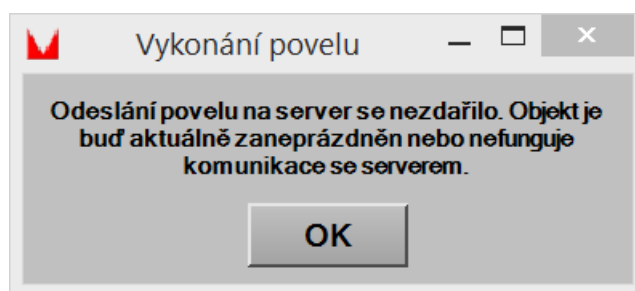 Vykonání povelu
Odeslání povelu na server se nezdařilo. Objekt je
buď aktuálně zaneprázdněn nebo nefunguje
komunikace se serverem.
OK